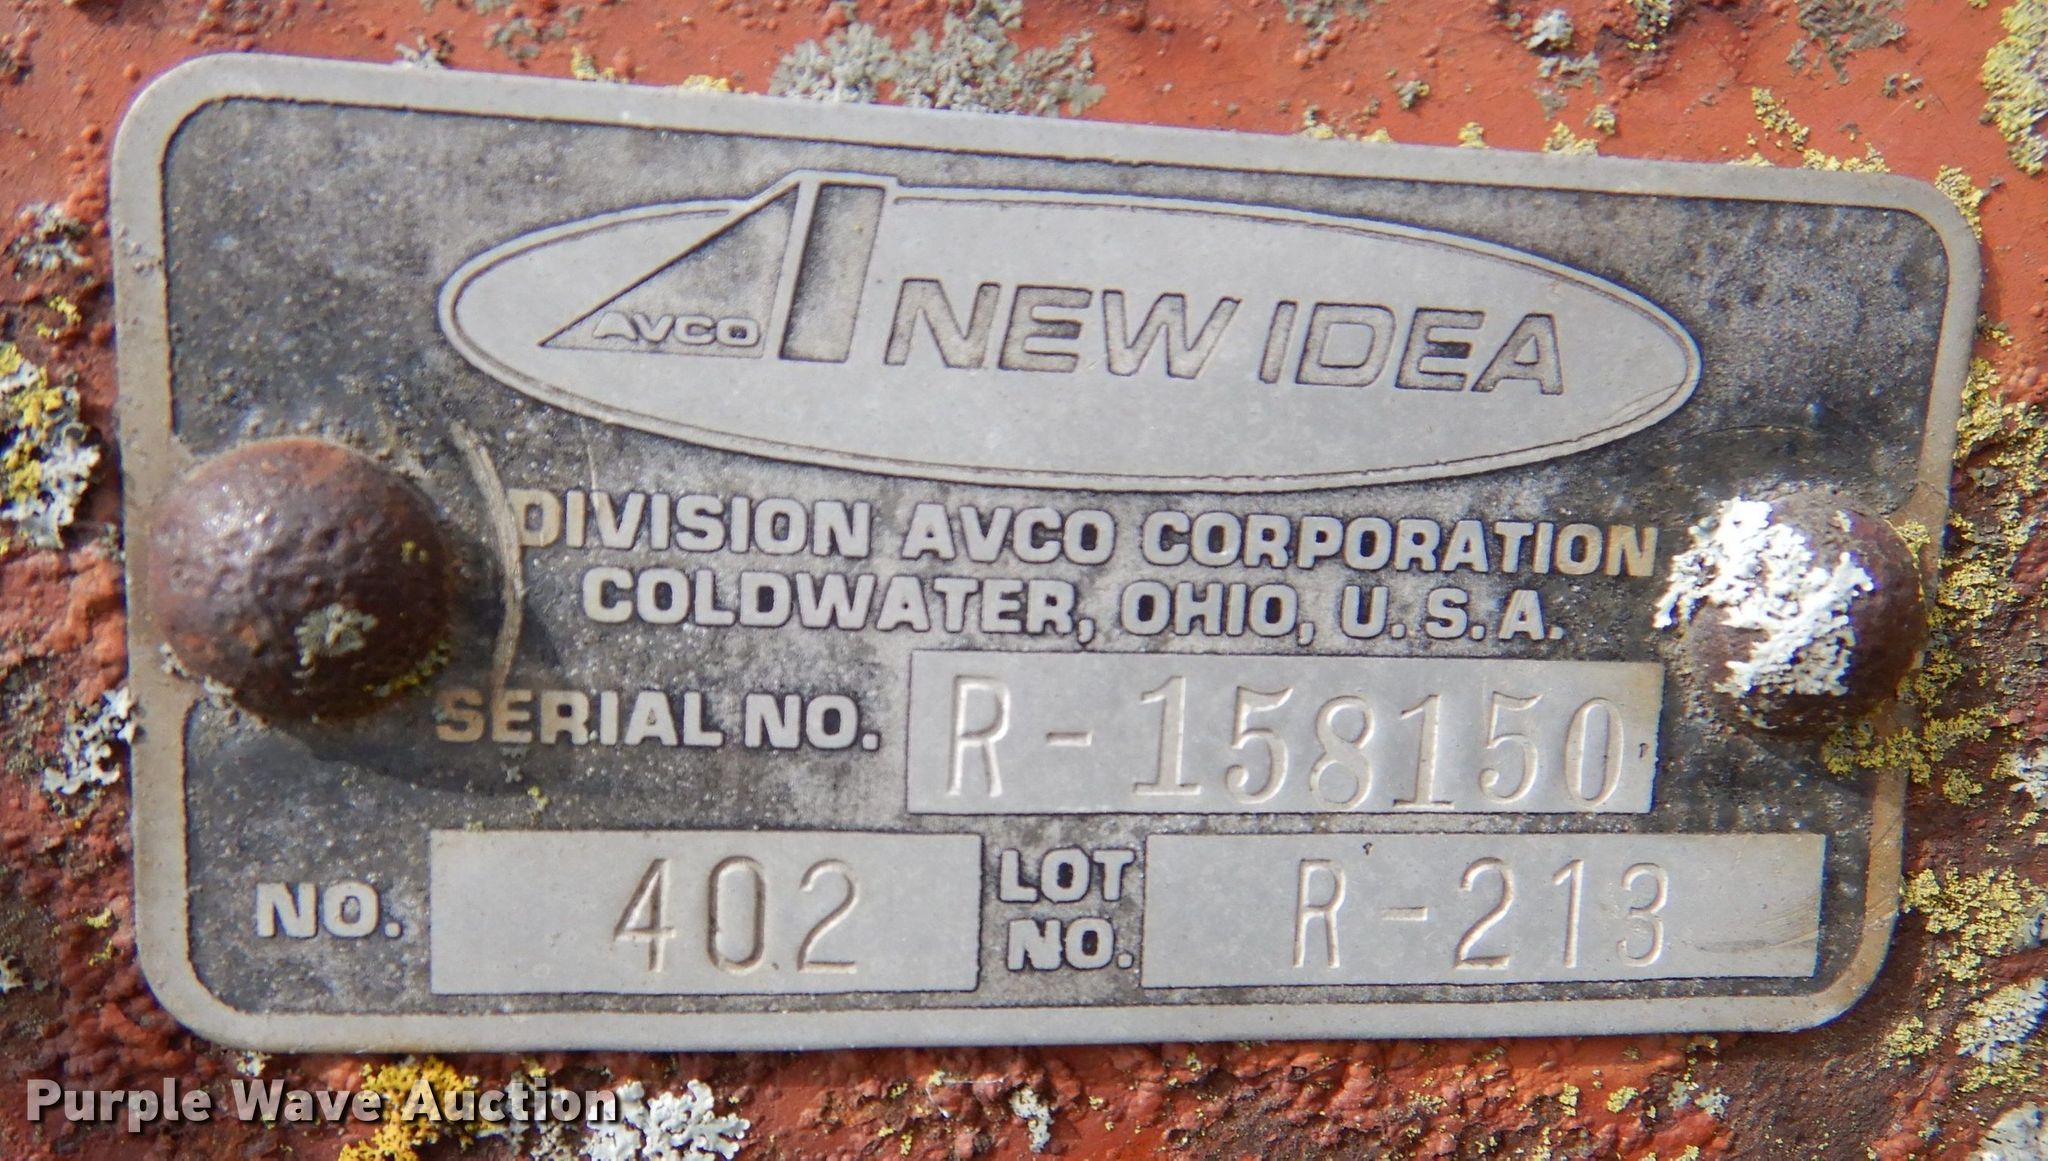 AVCO NEW IDEA
DIVISION AVCO CORPORATION
COLDWATER, OHIO, U.S.A.
SERIAL NO. R-158150
NO. 402 LOT NO. R-213
Purple Wave Auction